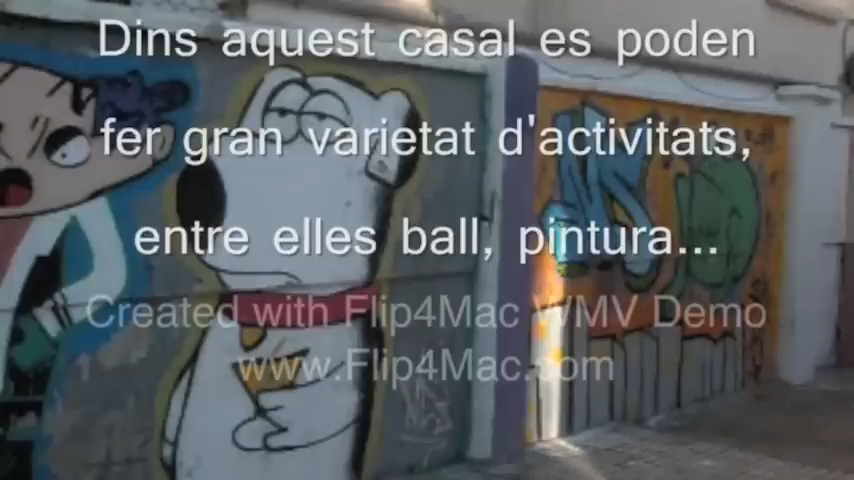 Dins aquest casal es poden
fer gran varietat d'activitats,
entre elles ball, pintura...
Created with Flip4Mac WMV Demo
www.Flip4Mac.com